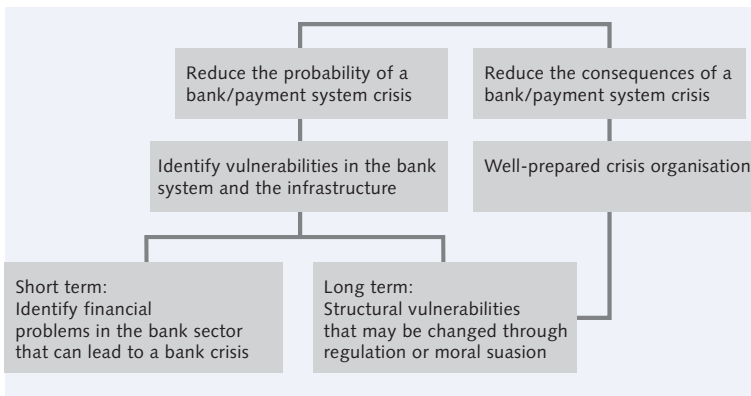 Reduce the probability of a
bank/payment system crisis
Reduce the consequences of a
bank/payment system crisis
Identify vulnerabilities in the bank
system and the infrastructure
Well-prepared crisis organisation
Short term:
Identify financial
problems in the bank sector
that can lead to a bank crisis
Long term:
Structural vulnerabilities
that may be changed through
regulation or moral suasion